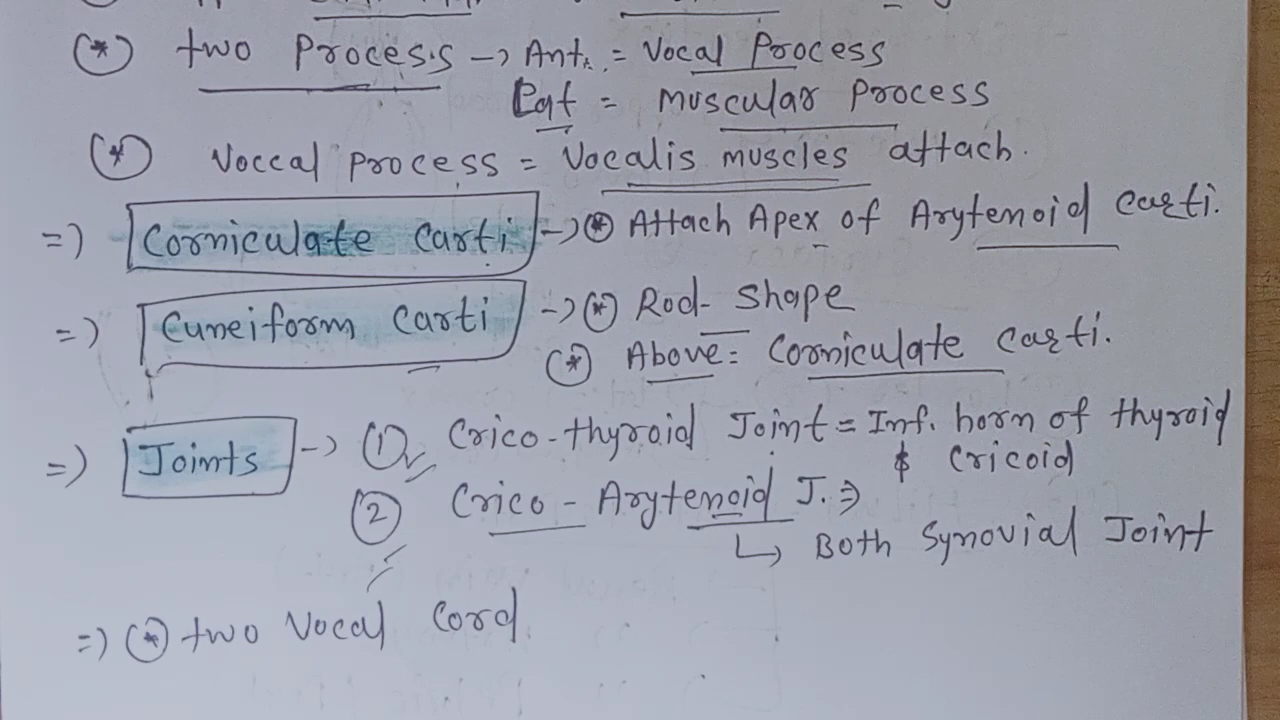 (*) two Process -> Ant. = Vocal Process
Lat = Muscular Process
(*) Voccal process = Vocalis muscles attach.
=> Corniculate Carti -> (*) Attach Apex of Arytenoid Carti.
=> Cuneiform Carti -> (*) Rod-Shape
(*) Above = Corniculate Carti.
=> Joints -> (1) Crico-thyroid Joint = Inf. horn of thyroid
& Cricoid
(2) Crico-Arytenoid J. =>
↳ Both Synovial Joint
=> (*) two Vocal Cord